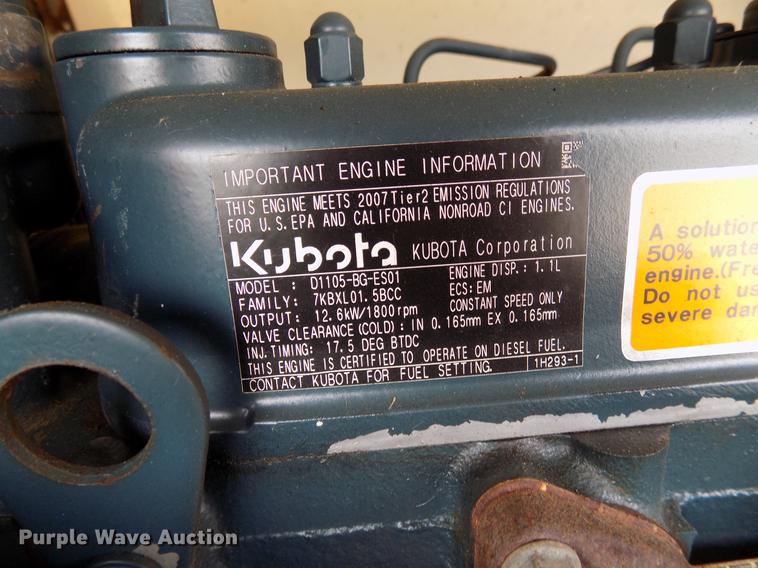 IMPORTANT ENGINE INFORMATION
THIS ENGINE MEETS 2007Tier2 EMISSION REGULATIONS
FOR U.S.EPA AND CALIFORNIA NONROAD CI ENGINES.
Kubota KUBOTA Corporation
MODEL : D1105-BG-ES01 ENGINE DISP.: 1.1L
FAMILY: 7KBXL01.5BCC ECS:EM
OUTPUT: 12.6kW/1800rpm CONSTANT SPEED ONLY
VALVE CLEARANCE(COLD): IN 0.165mm EX 0.165mm
INJ.TIMING: 17.5 DEG BTDC
THIS ENGINE IS CERTIFIED TO OPERATE ON DIESEL FUEL.
CONTACT KUBOTA FOR FUEL SETTING. 1H293-1
A solution
50% wate
engine.(Fre
Do not us
severe dam
Purple Wave Auction